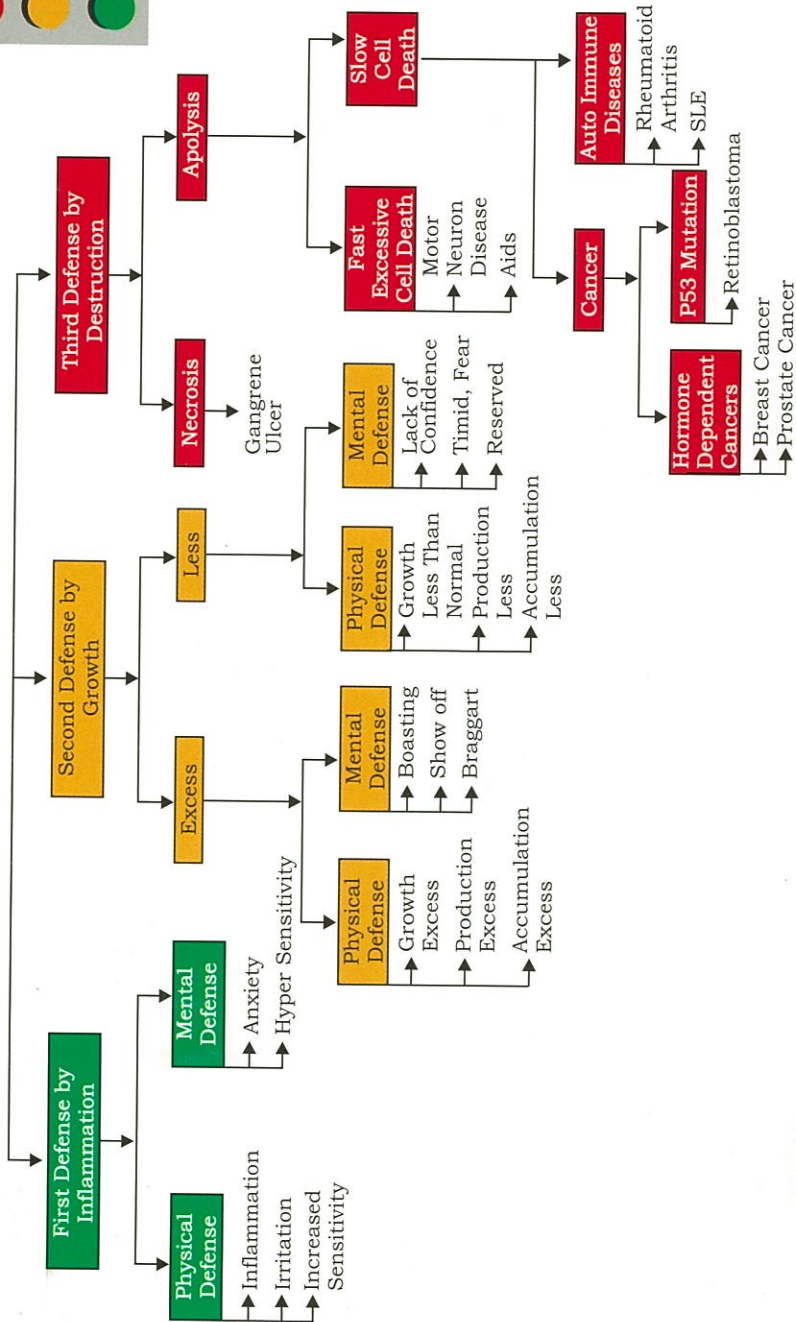 First Defense by
Inflammation
Physical
Defense
Inflammation
Irritation
Increased
Sensitivity
Mental
Defense
Anxiety
Hyper Sensitivity
Second Defense by
Growth
Excess
Physical
Defense
Growth
Excess
Production
Excess
Accumulation
Excess
Mental
Defense
Boasting
Show off
Braggart
Less
Physical
Defense
Growth
Less Than
Normal
Production
Less
Accumulation
Less
Mental
Defense
Lack of
Confidence
Timid, Fear
Reserved
Third Defense by
Destruction
Necrosis
Gangrene
Ulcer
Apolysis
Fast
Excessive
Cell Death
Motor
Neuron
Disease
Aids
Slow
Cell
Death
Cancer
Hormone
Dependent
Cancers
Breast Cancer
Prostate Cancer
P53 Mutation
Retinoblastoma
Auto Immune
Diseases
Rheumatoid
Arthritis
SLE